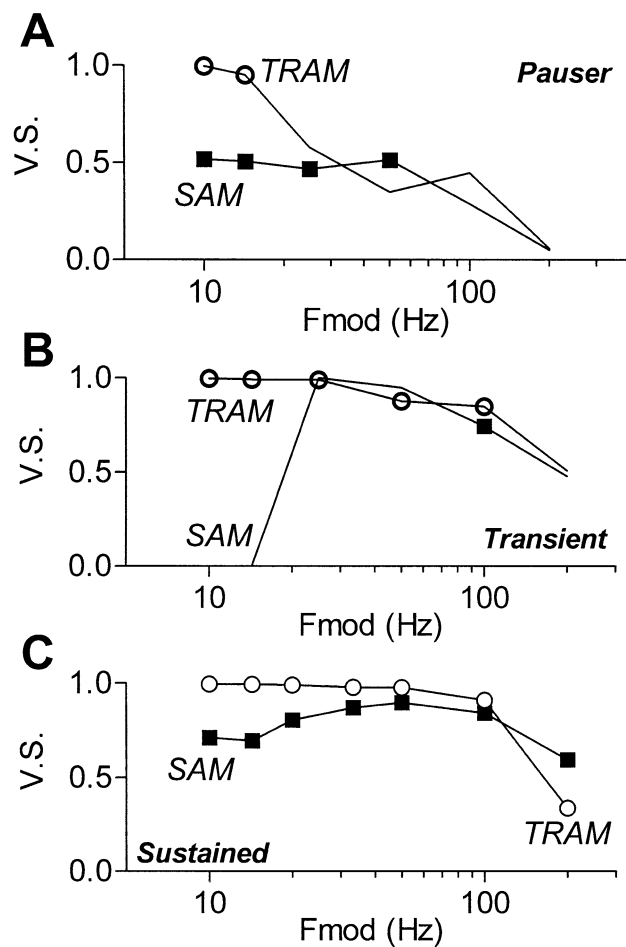 A
1.0
TRAM
Pauser
V.S.
0.5
SAM
0.0
10
100
Fmod (Hz)
B
1.0
TRAM
V.S.
0.5
SAM
Transient
0.0
10
100
Fmod (Hz)
C
1.0
V.S.
SAM
0.5
TRAM
Sustained
0.0
10
100
Fmod (Hz)